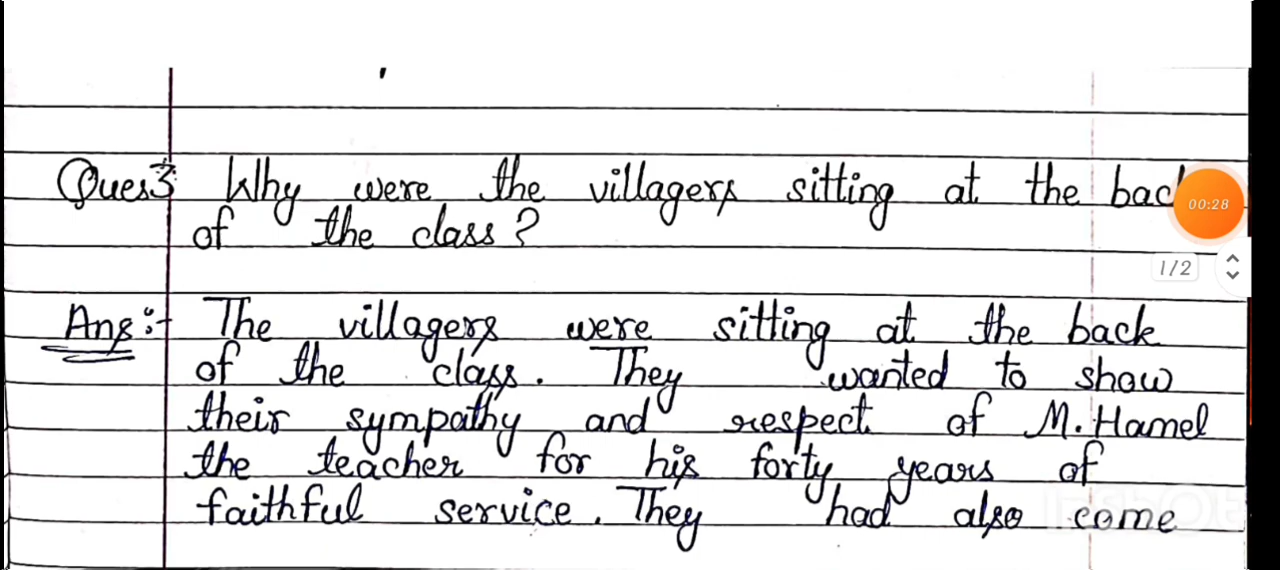 Ques3 Why were the villagers sitting at the back
of the class?
00:28
1/2
Ans:- The villagers were sitting at the back
of the class. They wanted to show
their sympathy and respect of M. Hamel
the teacher for his forty years of
faithful service. They had also come